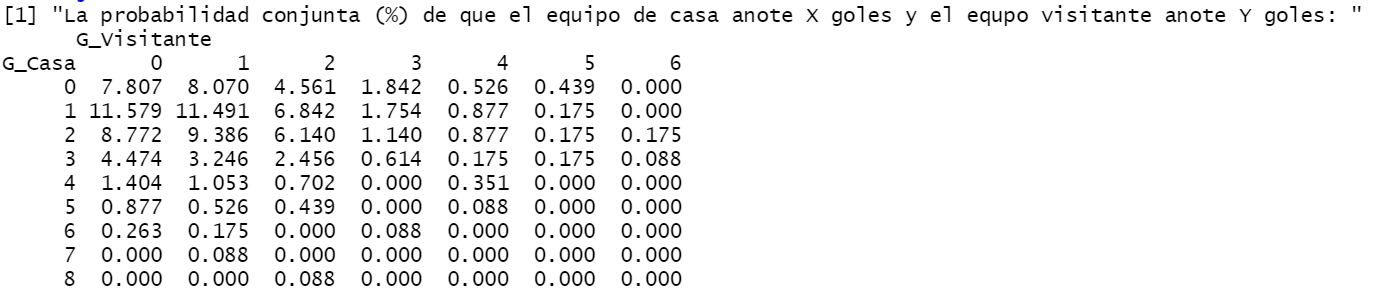 [1] "La probabilidad conjunta (%) de que el equipo de casa anote X goles y el equpo visitante anote Y goles: "
G_Visitante
G_Casa 0 1 2 3 4 5 6
0 7.807 8.070 4.561 1.842 0.526 0.439 0.000
1 11.579 11.491 6.842 1.754 0.877 0.175 0.000
2 8.772 9.386 6.140 1.140 0.877 0.175 0.175
3 4.474 3.246 2.456 0.614 0.175 0.175 0.088
4 1.404 1.053 0.702 0.000 0.351 0.000 0.000
5 0.877 0.526 0.439 0.000 0.088 0.000 0.000
6 0.263 0.175 0.000 0.088 0.000 0.000 0.000
7 0.000 0.088 0.000 0.000 0.000 0.000 0.000
8 0.000 0.000 0.088 0.000 0.000 0.000 0.000